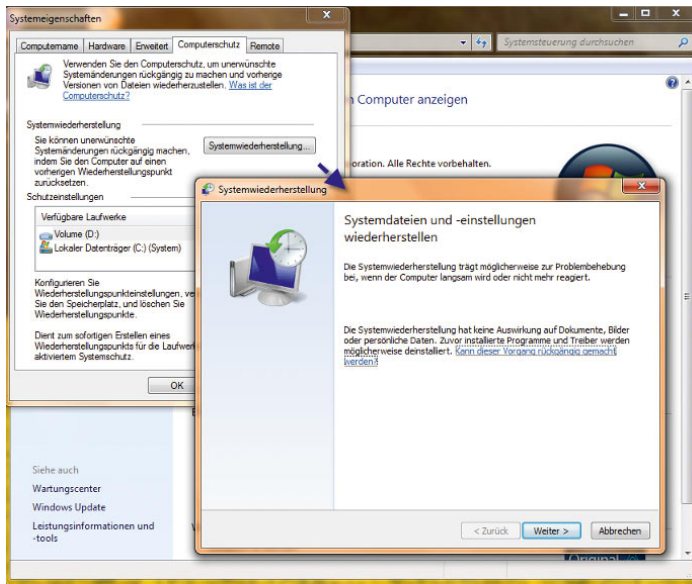 Systemeigenschaften
Computername
Hardware
Erweitert
Computerschutz
Remote
Verwenden Sie den Computerschutz, um unerwünschte
Systemänderungen rückgängig zu machen und vorherige
Versionen von Dateien wiederherzustellen. Was ist der
Computerschutz?
Systemwiederherstellung
Sie können unerwünschte
Systemänderungen rückgängig machen,
indem Sie den Computer auf einen
vorherigen Wiederherstellungspunkt
zurücksetzen.
Systemwiederherstellung...
Schutzeinstellungen
Verfügbare Laufwerke
Volume (D:)
Lokaler Datenträger (C:) (System)
Konfigurieren Sie
Wiederherstellungspunkteinstellungen, ve
Sie den Speicherplatz, und löschen Sie
Wiederherstellungspunkte.
Dient zum sofortigen Erstellen eines
Wiederherstellungspunkts für die Laufwerk
aktiviertem Systemschutz.
OK
Systemsteuerung durchsuchen
n Computer anzeigen
oration. Alle Rechte vorbehalten.
Systemwiederherstellung
Systemdateien und -einstellungen
wiederherstellen
Die Systemwiederherstellung trägt möglicherweise zur Problembehebung
bei, wenn der Computer langsam wird oder nicht mehr reagiert.
Die Systemwiederherstellung hat keine Auswirkung auf Dokumente, Bilder
oder persönliche Daten. Zuvor installierte Programme und Treiber werden
möglicherweise deinstalliert. Kann dieser Vorgang rückgängig gemacht
werden?
< Zurück
Weiter >
Abbrechen
Siehe auch
Wartungscenter
Windows Update
Leistungsinformationen und
-tools